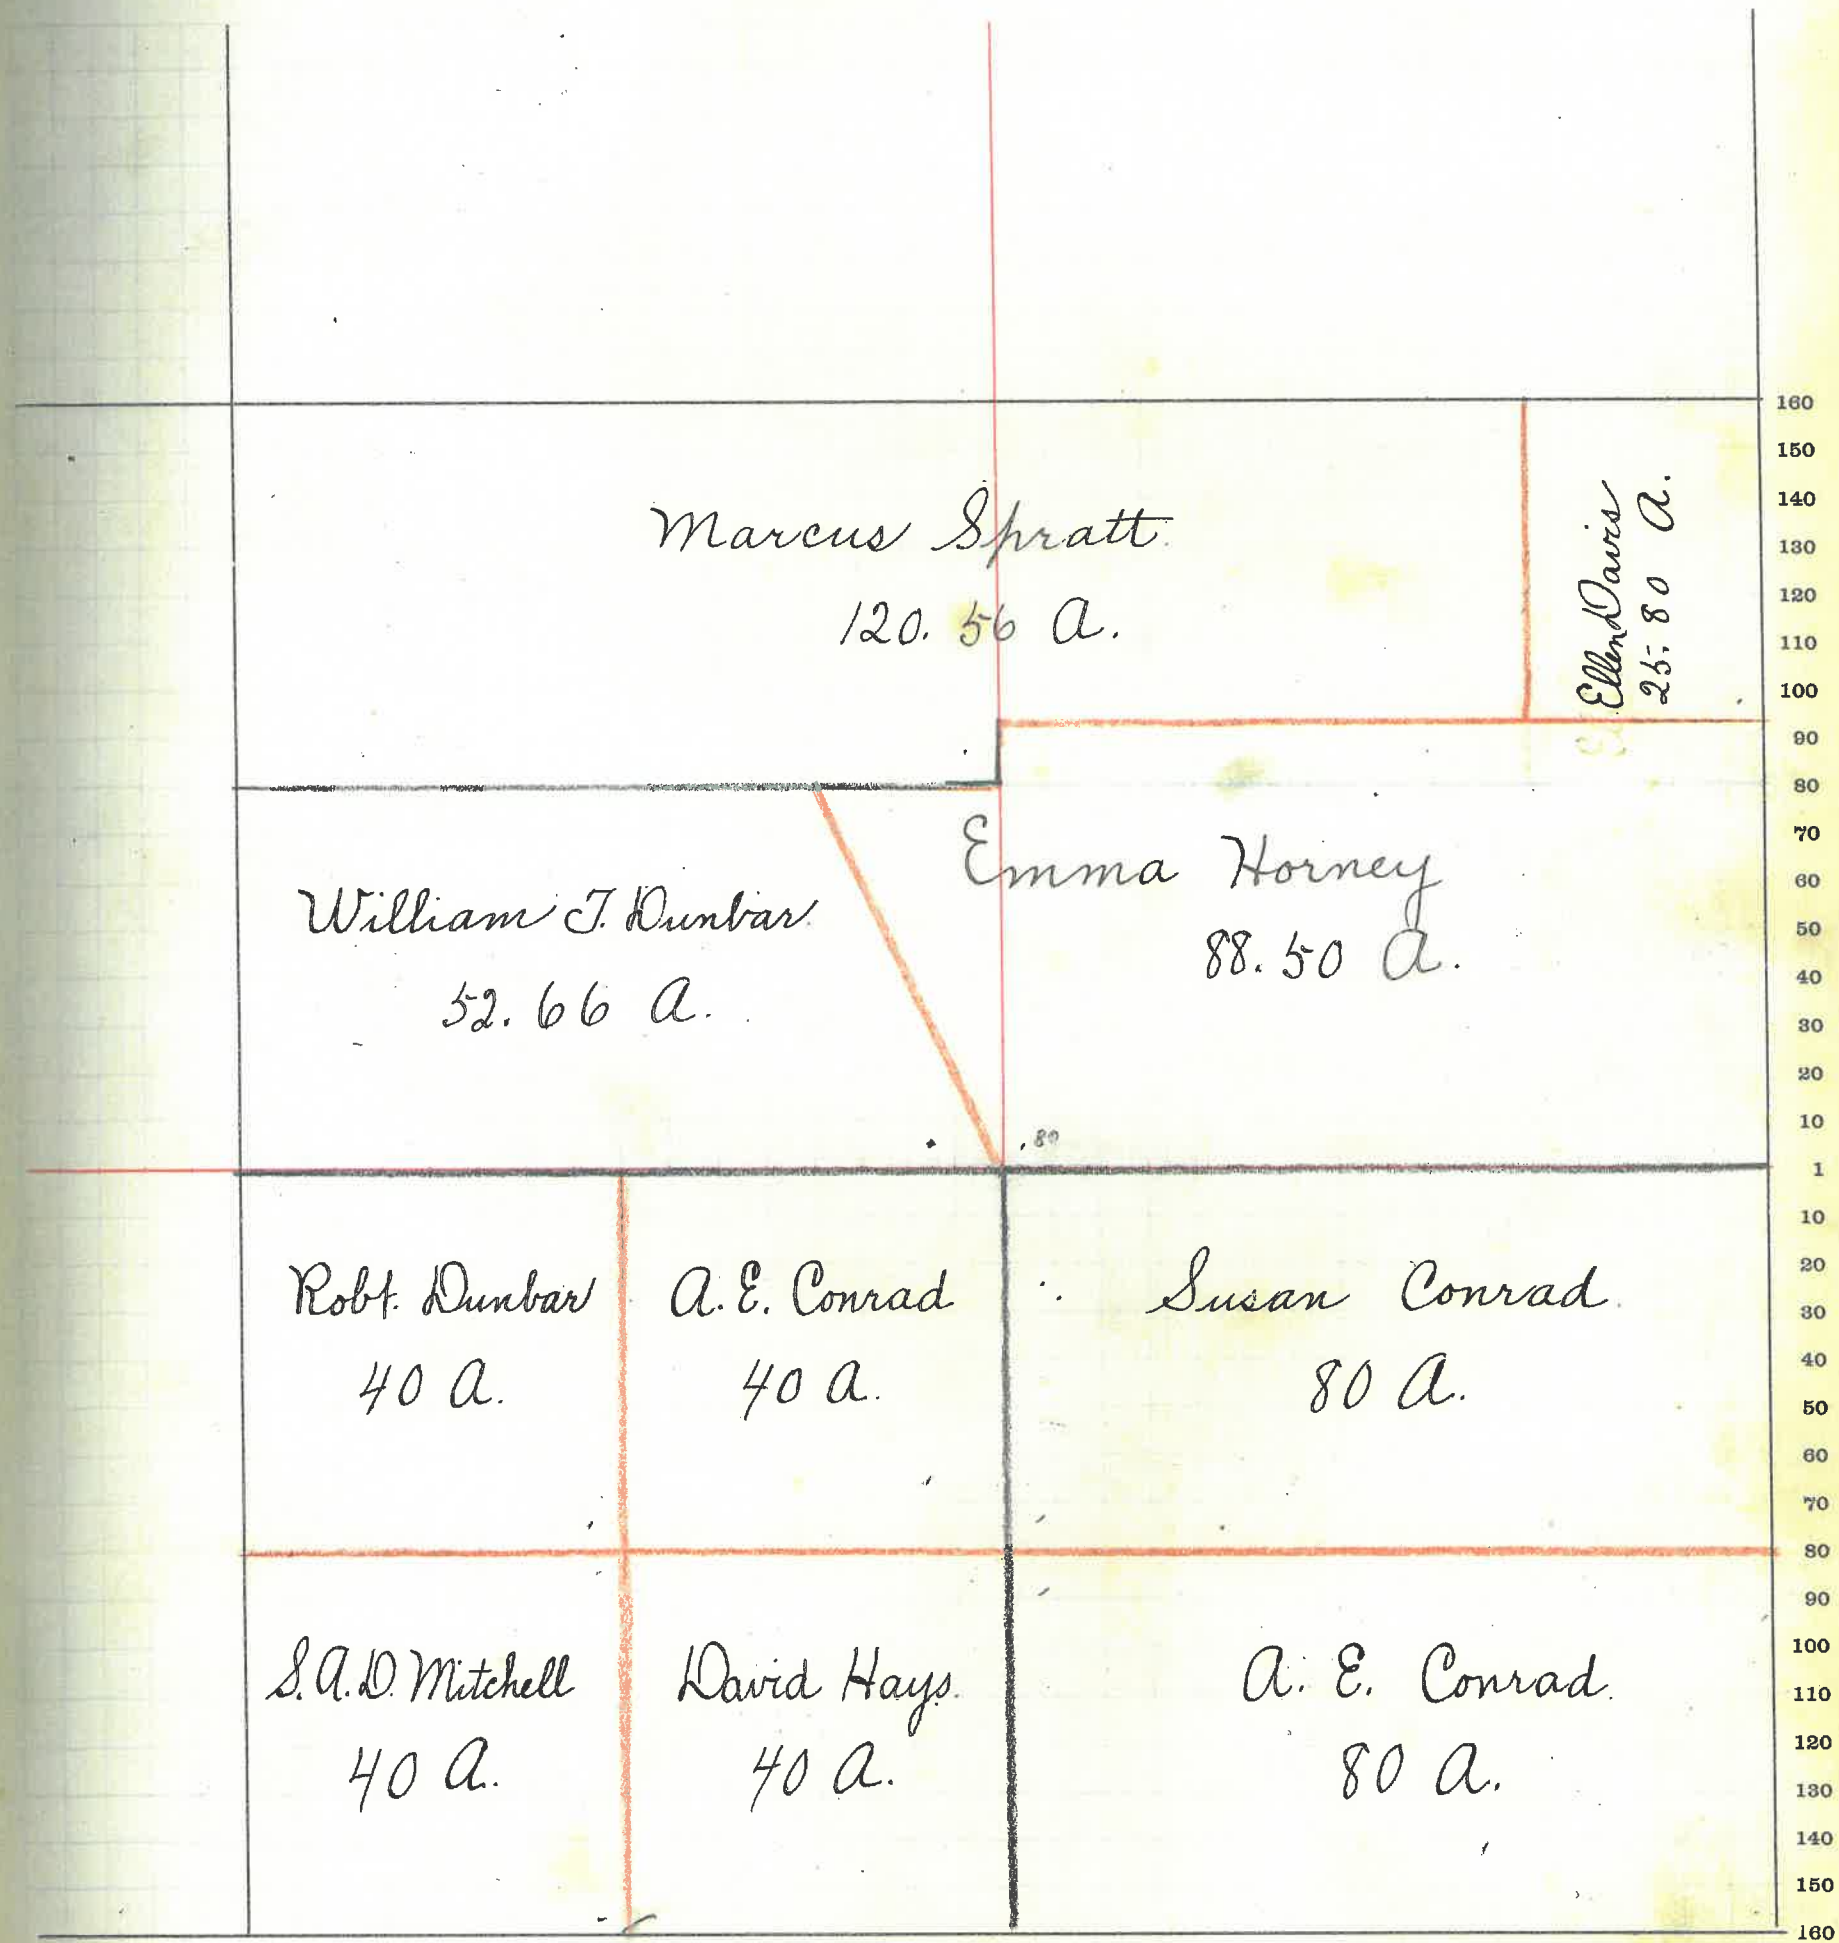 Marcus Spratt.
120.56 A.
Ellen Davis
25.80 A.
William T. Dunbar.
52.66 A.
Emma Horney
88.50 A.
.80
Robt. Dunbar
40 A.
A. E. Conrad
40 A.
Susan Conrad.
80 A.
S. A. D. Mitchell
40 A.
David Hays.
40 A.
A. E. Conrad.
80 A.
160
150
140
130
120
110
100
90
80
70
60
50
40
30
20
10
1
10
20
30
40
50
60
70
80
90
100
110
120
130
140
150
160